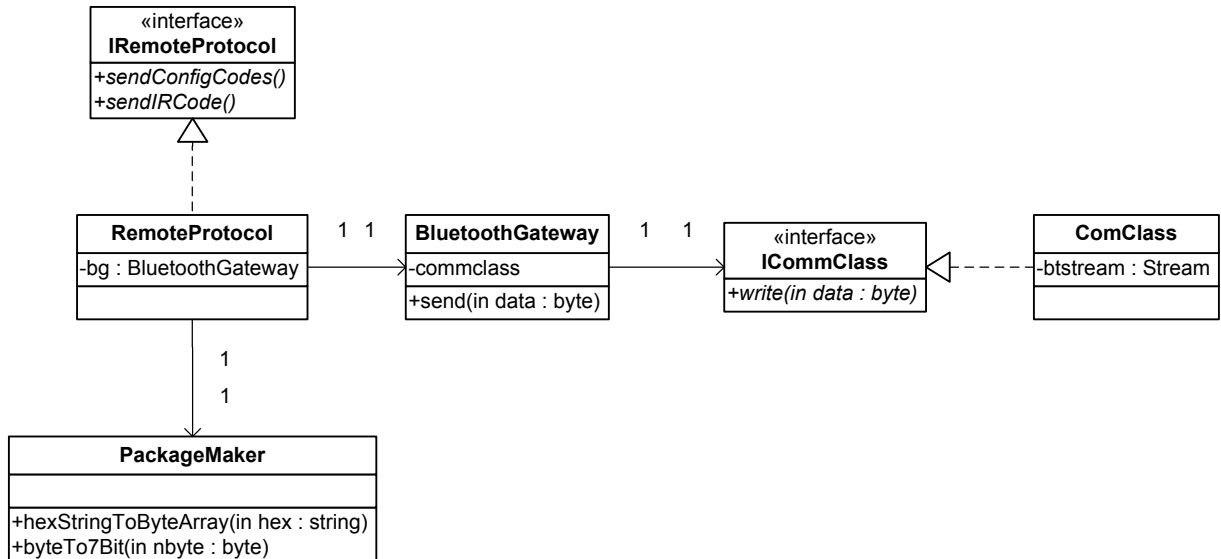 «interface»
IRemoteProtocol
+sendConfigCodes()
+sendIRCode()
RemoteProtocol
-bg : BluetoothGateway
1 1
BluetoothGateway
-commclass
+send(in data : byte)
1 1
«interface»
ICommClass
+write(in data : byte)
ComClass
-btstream : Stream
1
1
PackageMaker
+hexStringToByteArray(in hex : string)
+byteTo7Bit(in nbyte : byte)